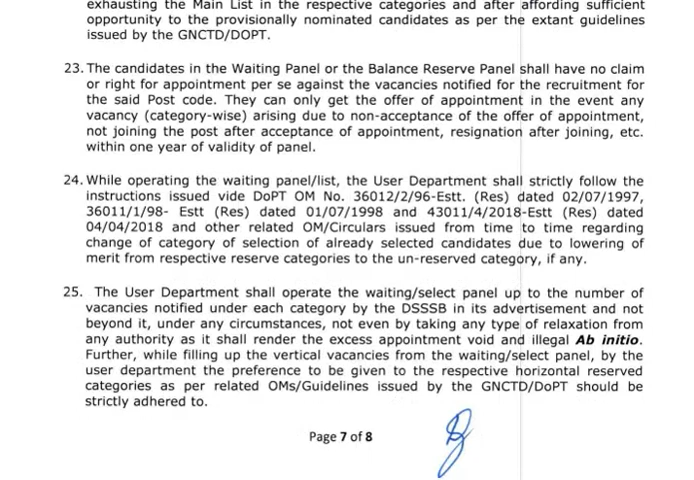 exhausting the Main List in the respective categories and after affording sufficient
opportunity to the provisionally nominated candidates as per the extant guidelines
issued by the GNCTD/DOPT.
23. The candidates in the Waiting Panel or the Balance Reserve Panel shall have no claim
or right for appointment per se against the vacancies notified for the recruitment for
the said Post code. They can only get the offer of appointment in the event any
vacancy (category-wise) arising due to non-acceptance of the offer of appointment,
not joining the post after acceptance of appointment, resignation after joining, etc.
within one year of validity of panel.
24. While operating the waiting panel/list, the User Department shall strictly follow the
instructions issued vide DoPT OM No. 36012/2/96-Estt. (Res) dated 02/07/1997,
36011/1/98- Estt (Res) dated 01/07/1998 and 43011/4/2018-Estt (Res) dated
04/04/2018 and other related OM/Circulars issued from time to time regarding
change of category of selection of already selected candidates due to lowering of
merit from respective reserve categories to the un-reserved category, if any.
25. The User Department shall operate the waiting/select panel up to the number of
vacancies notified under each category by the DSSSB in its advertisement and not
beyond it, under any circumstances, not even by taking any type of relaxation from
any authority as it shall render the excess appointment void and illegal Ab initio.
Further, while filling up the vertical vacancies from the waiting/select panel, by the
user department the preference to be given to the respective horizontal reserved
categories as per related OMs/Guidelines issued by the GNCTD/DoPT should be
strictly adhered to.
Page 7 of 8